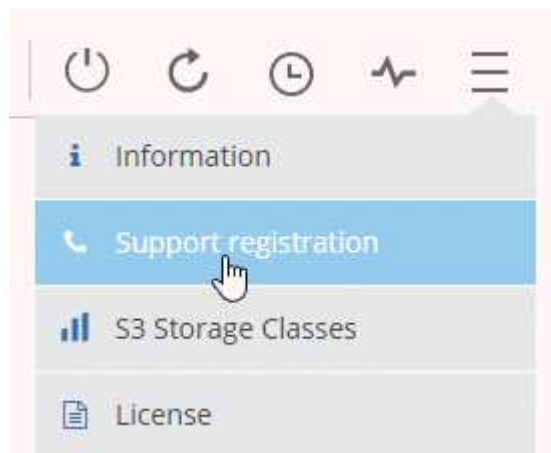 Information
Support registration
S3 Storage Classes
License